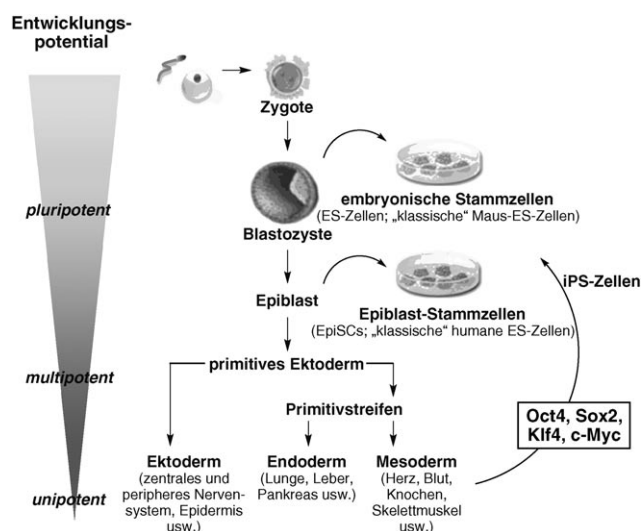 Entwicklungs-
potential
Zygote
pluripotent
embryonische Stammzellen
(ES-Zellen; „klassische“ Maus-ES-Zellen)
Blastozyste
iPS-Zellen
Epiblast
Epiblast-Stammzellen
(EpiSCs; „klassische“ humane ES-Zellen)
primitives Ektoderm
multipotent
Primitivstreifen
Oct4, Sox2,
Klf4, c-Myc
Ektoderm
(zentrales und
peripheres Nerven-
system, Epidermis
usw.)
Endoderm
(Lunge, Leber,
Pankreas usw.)
Mesoderm
(Herz, Blut,
Knochen,
Skelettmuskel
usw.)
unipotent